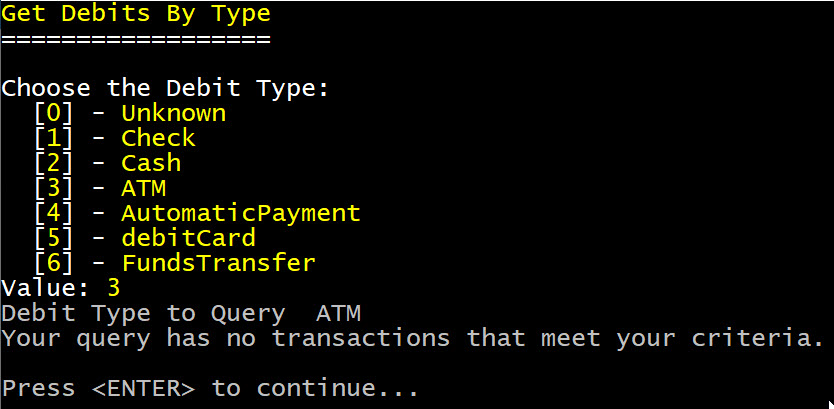 Get Debits By Type
==================
Choose the Debit Type:
[0] - Unknown
[1] - Check
[2] - Cash
[3] - ATM
[4] - AutomaticPayment
[5] - debitCard
[6] - FundsTransfer
Value: 3
Debit Type to Query  ATM
Your query has no transactions that meet your criteria.
Press <ENTER> to continue...